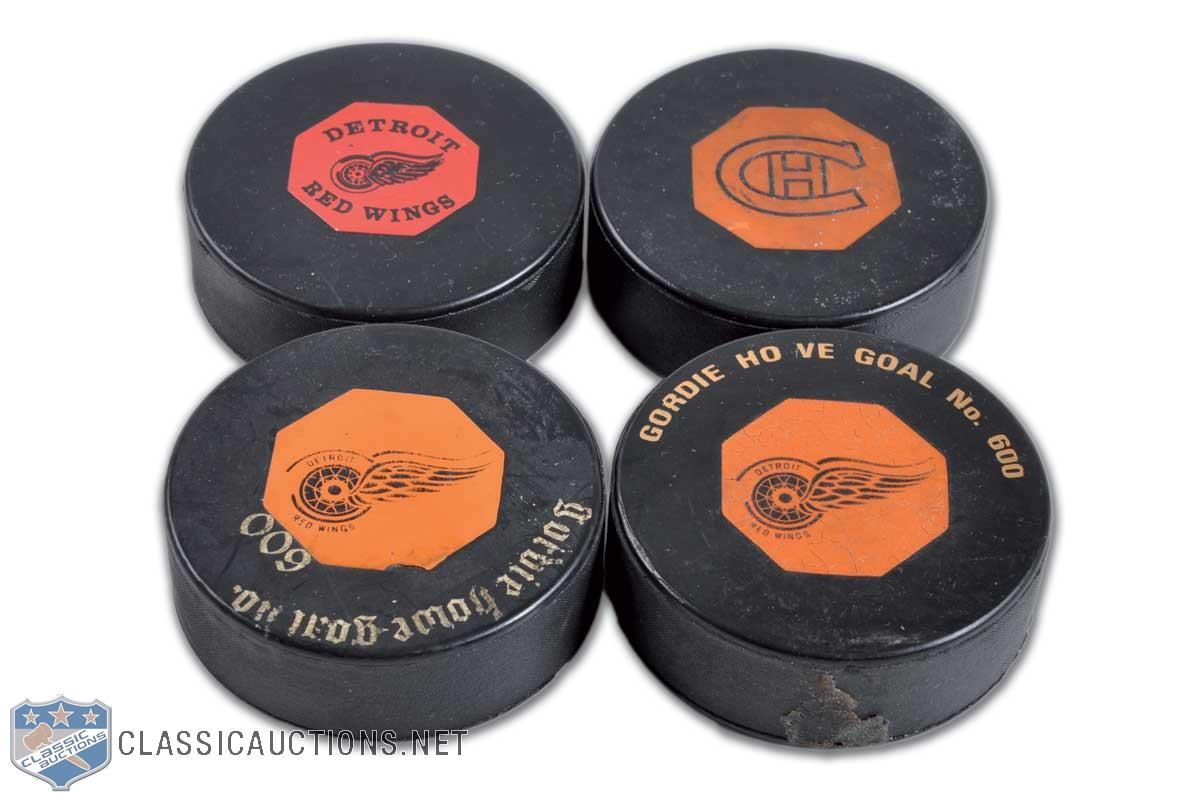 DETROIT
RED WINGS
CH
GORDIE HO VE GOAL No. 600
DETROIT
RED WINGS
DETROIT
RED WINGS
Gordie Howe Goal no.
600
CLASSIC
AUCTIONS
CLASSICAUCTIONS.NET